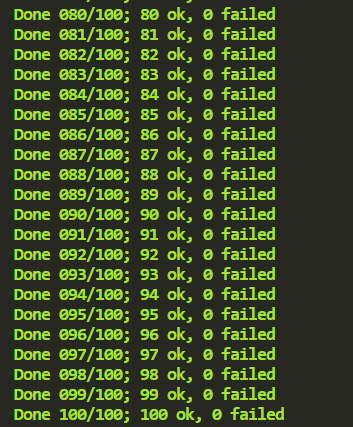 Done 080/100; 80 ok, 0 failed
Done 081/100; 81 ok, 0 failed
Done 082/100; 82 ok, 0 failed
Done 083/100; 83 ok, 0 failed
Done 084/100; 84 ok, 0 failed
Done 085/100; 85 ok, 0 failed
Done 086/100; 86 ok, 0 failed
Done 087/100; 87 ok, 0 failed
Done 088/100; 88 ok, 0 failed
Done 089/100; 89 ok, 0 failed
Done 090/100; 90 ok, 0 failed
Done 091/100; 91 ok, 0 failed
Done 092/100; 92 ok, 0 failed
Done 093/100; 93 ok, 0 failed
Done 094/100; 94 ok, 0 failed
Done 095/100; 95 ok, 0 failed
Done 096/100; 96 ok, 0 failed
Done 097/100; 97 ok, 0 failed
Done 098/100; 98 ok, 0 failed
Done 099/100; 99 ok, 0 failed
Done 100/100; 100 ok, 0 failed